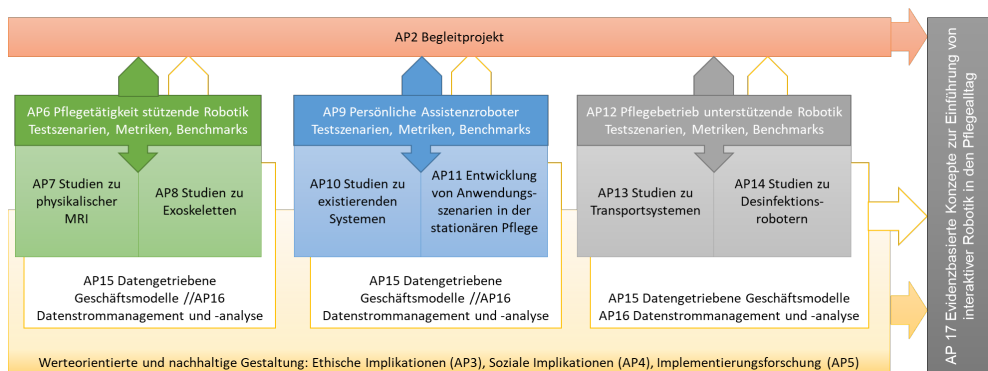 AP2 Begleitprojekt
AP6 Pflegetätigkeit stützende Robotik
Testszenarien, Metriken, Benchmarks
AP7 Studien zu
physikalischer
MRI
AP8 Studien zu
Exoskeletten
AP15 Datengetriebene
Geschäftsmodelle //AP16
Datenstrommanagement und -analyse
AP9 Persönliche Assistenzroboter
Testszenarien, Metriken, Benchmarks
AP10 Studien zu
existierenden
Systemen
AP11 Entwicklung
von Anwendungs-
szenarien in der
stationären Pflege
AP15 Datengetriebene
Geschäftsmodelle //AP16
Datenstrommanagement und -analyse
AP12 Pflegebetrieb unterstützende Robotik
Testszenarien, Metriken, Benchmarks
AP13 Studien zu
Transportsystemen
AP14 Studien zu
Desinfektions-
robotern
AP15 Datengetriebene Geschäftsmodelle
AP16 Datenstrommanagement und -analyse
Werteorientierte und nachhaltige Gestaltung: Ethische Implikationen (AP3), Soziale Implikationen (AP4), Implementierungsforschung (AP5)
AP 17 Evidenzbasierte Konzepte zur Einführung von
interaktiver Robotik in den Pflegealltag